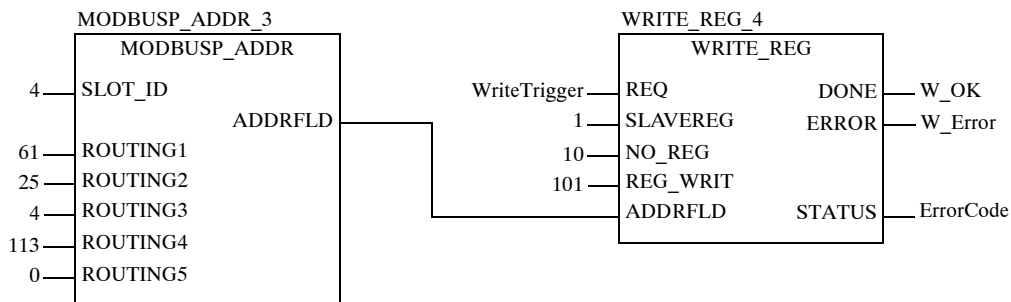 MODBUSP_ADDR_3
MODBUSP_ADDR
4 SLOT_ID
ADDRFLD
61 ROUTING1
25 ROUTING2
4 ROUTING3
113 ROUTING4
0 ROUTING5
WRITE_REG_4
WRITE_REG
WriteTrigger REQ DONE W_OK
1 SLAVEREG ERROR W_Error
10 NO_REG
101 REG_WRIT
ADDRFLD STATUS ErrorCode